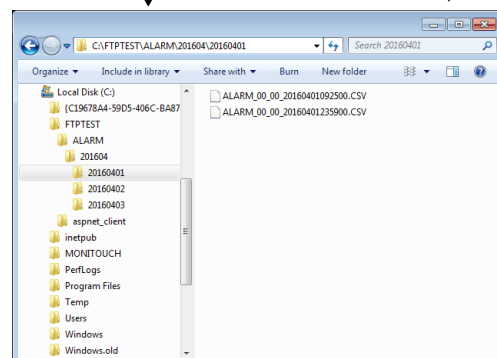 C:\FTPTEST\ALARM\201604\20160401
Search 20160401
Organize Include in library Share with Burn New folder
Local Disk (C:)
{C19678A4-59D5-406C-BA87
FTPTEST
ALARM
201604
20160401
20160402
20160403
aspnet_client
inetpub
MONITOUCH
PerfLogs
Program Files
Temp
Users
Windows
Windows.old
ALARM_00_00_20160401092500.CSV
ALARM_00_00_20160401235900.CSV